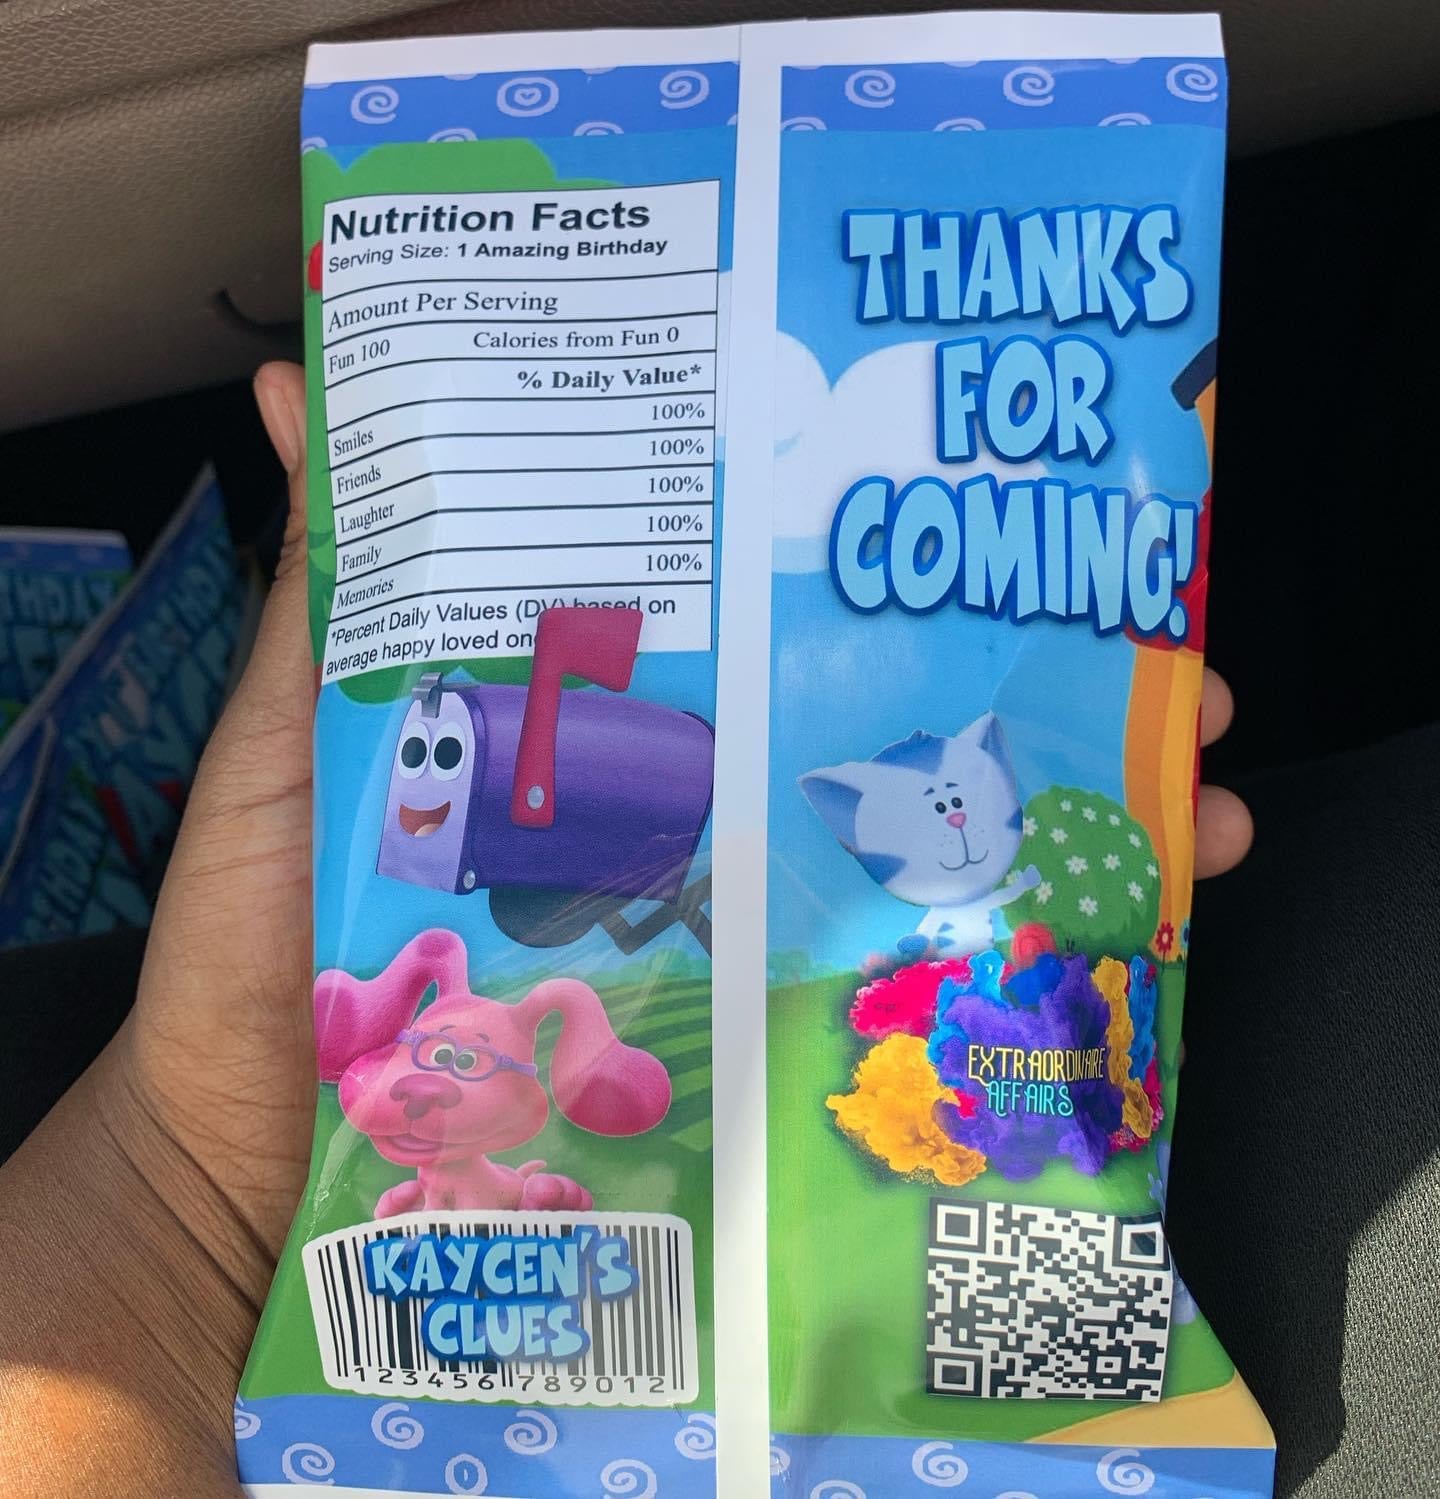 Nutrition Facts
Serving Size: 1 Amazing Birthday
Amount Per Serving
Fun 100 Calories from Fun 0
% Daily Value*
Smiles 100%
Friends 100%
Laughter 100%
Family 100%
Memories 100%
*Percent Daily Values (DV) based on
average happy loved
KAYCEN'S
CLUES
123456 789012
THANKS
FOR
COMING!
EXTRAORDINAIRE
AFFAIRS